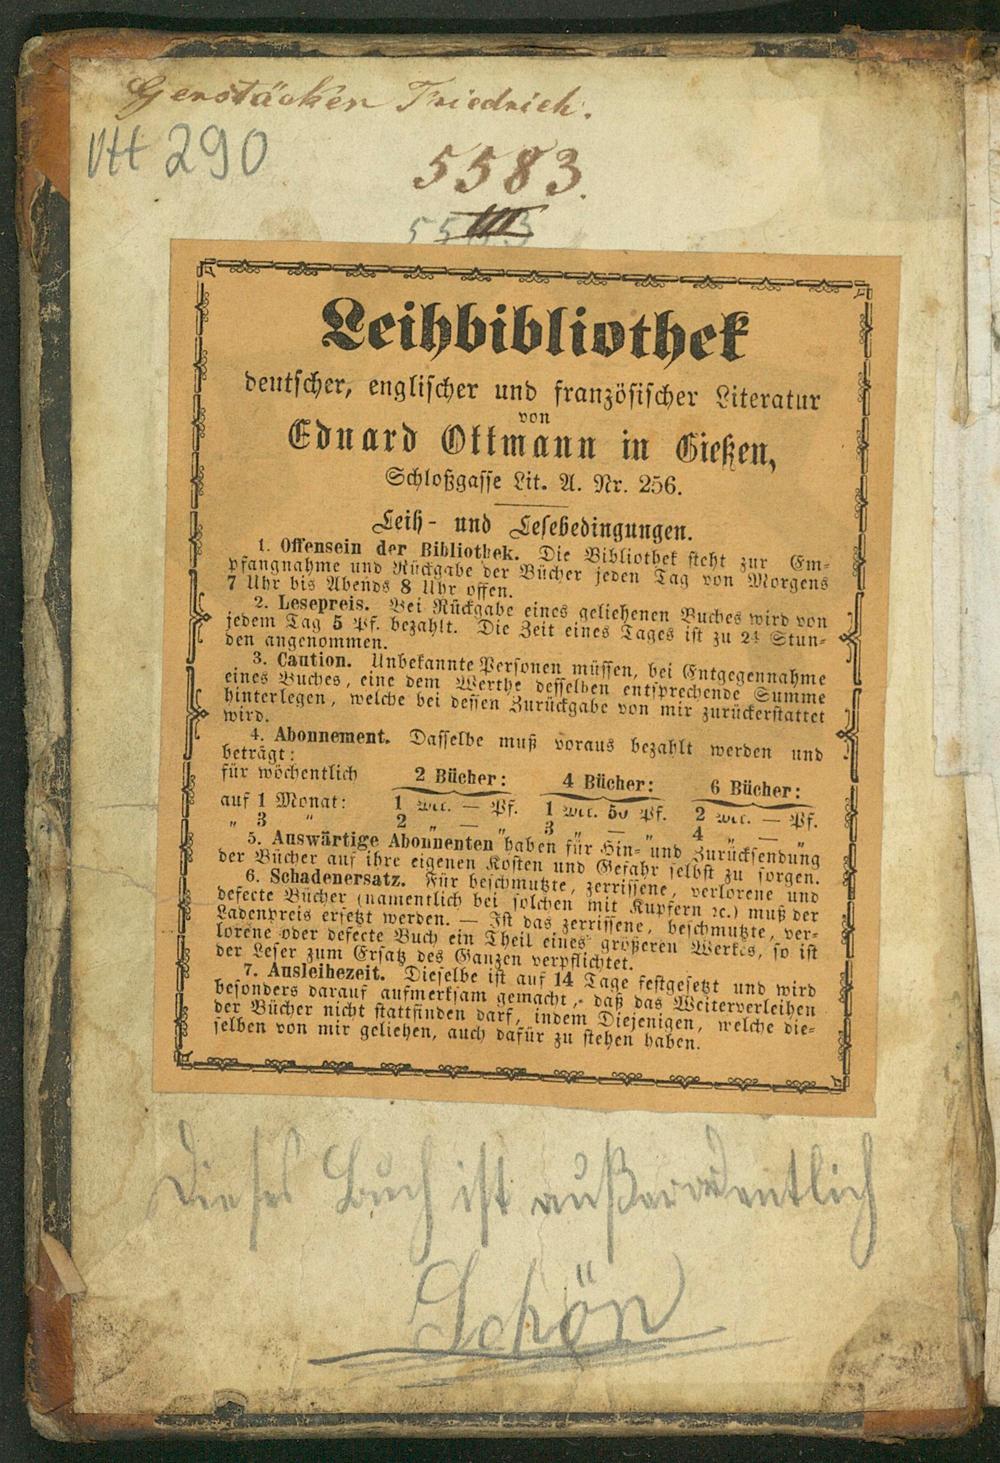 Gerstäcker Friedrich.
VH 290
5583.
Leihbibliothek
deutscher, englischer und französischer Literatur
von
Eduard Ottmann in Gießen,
Schloßgasse Lit. A. Nr. 256.
Leih- und Lesebedingungen.
1. Offensein der Bibliothek. Die Bibliothek steht zur Em-
pfangnahme und Rückgabe der Bücher jeden Tag von Morgens
7 Uhr bis Abends 8 Uhr offen.
2. Lesepreis. Bei Rückgabe eines geliehenen Buches wird von
jedem Tag 5 Pf. bezahlt. Die Zeit eines Tages ist zu 24 Stun-
den angenommen.
3. Caution. Unbekannte Personen müssen, bei Entgegennahme
eines Buches, eine dem Werthe desselben entsprechende Summe
hinterlegen, welche bei dessen Zurückgabe von mir zurückerstattet
wird.
4. Abonnement. Dasselbe muß voraus bezahlt werden und
beträgt:
für wöchentlich 2 Bücher: 4 Bücher: 6 Bücher:
auf 1 Monat: 1 Mk. — Pf. 1 Mk. 50 Pf. 2 Mk. — Pf.
„ 3 „ 2 „ — „ 3 „ — „ 4 „ — „
5. Auswärtige Abonnenten haben für Hin- und Zurücksendung
der Bücher auf ihre eigenen Kosten und Gefahr selbst zu sorgen.
6. Schadenersatz. Für beschmutzte, zerrissene, verlorene und
defecte Bücher (namentlich bei solchen mit Kupfern ꝛc.) muß der
Ladenpreis ersetzt werden. — Ist das zerrissene, beschmutzte, ver-
lorene oder defecte Buch ein Theil eines größeren Werkes, so ist
der Leser zum Ersatz des Ganzen verpflichtet.
7. Ausleihezeit. Dieselbe ist auf 14 Tage festgesetzt und wird
besonders darauf aufmerksam gemacht, daß das Weiterverleihen
der Bücher nicht stattfinden darf, indem Diejenigen, welche die-
selben von mir geliehen, auch dafür zu stehen haben.
Dieses Buch ist außerordentlich
Schön